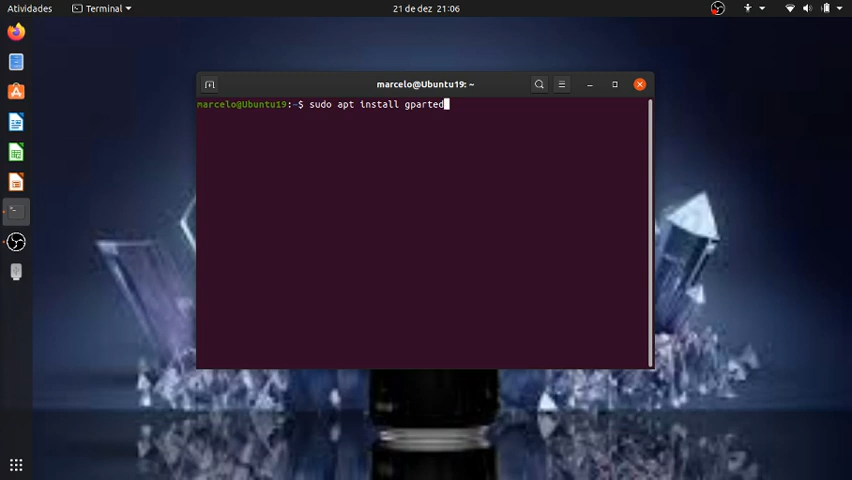 Atividades
Terminal
21 de dez 21:06
marcelo@Ubuntu19: ~
marcelo@Ubuntu19:~$ sudo apt install gparted